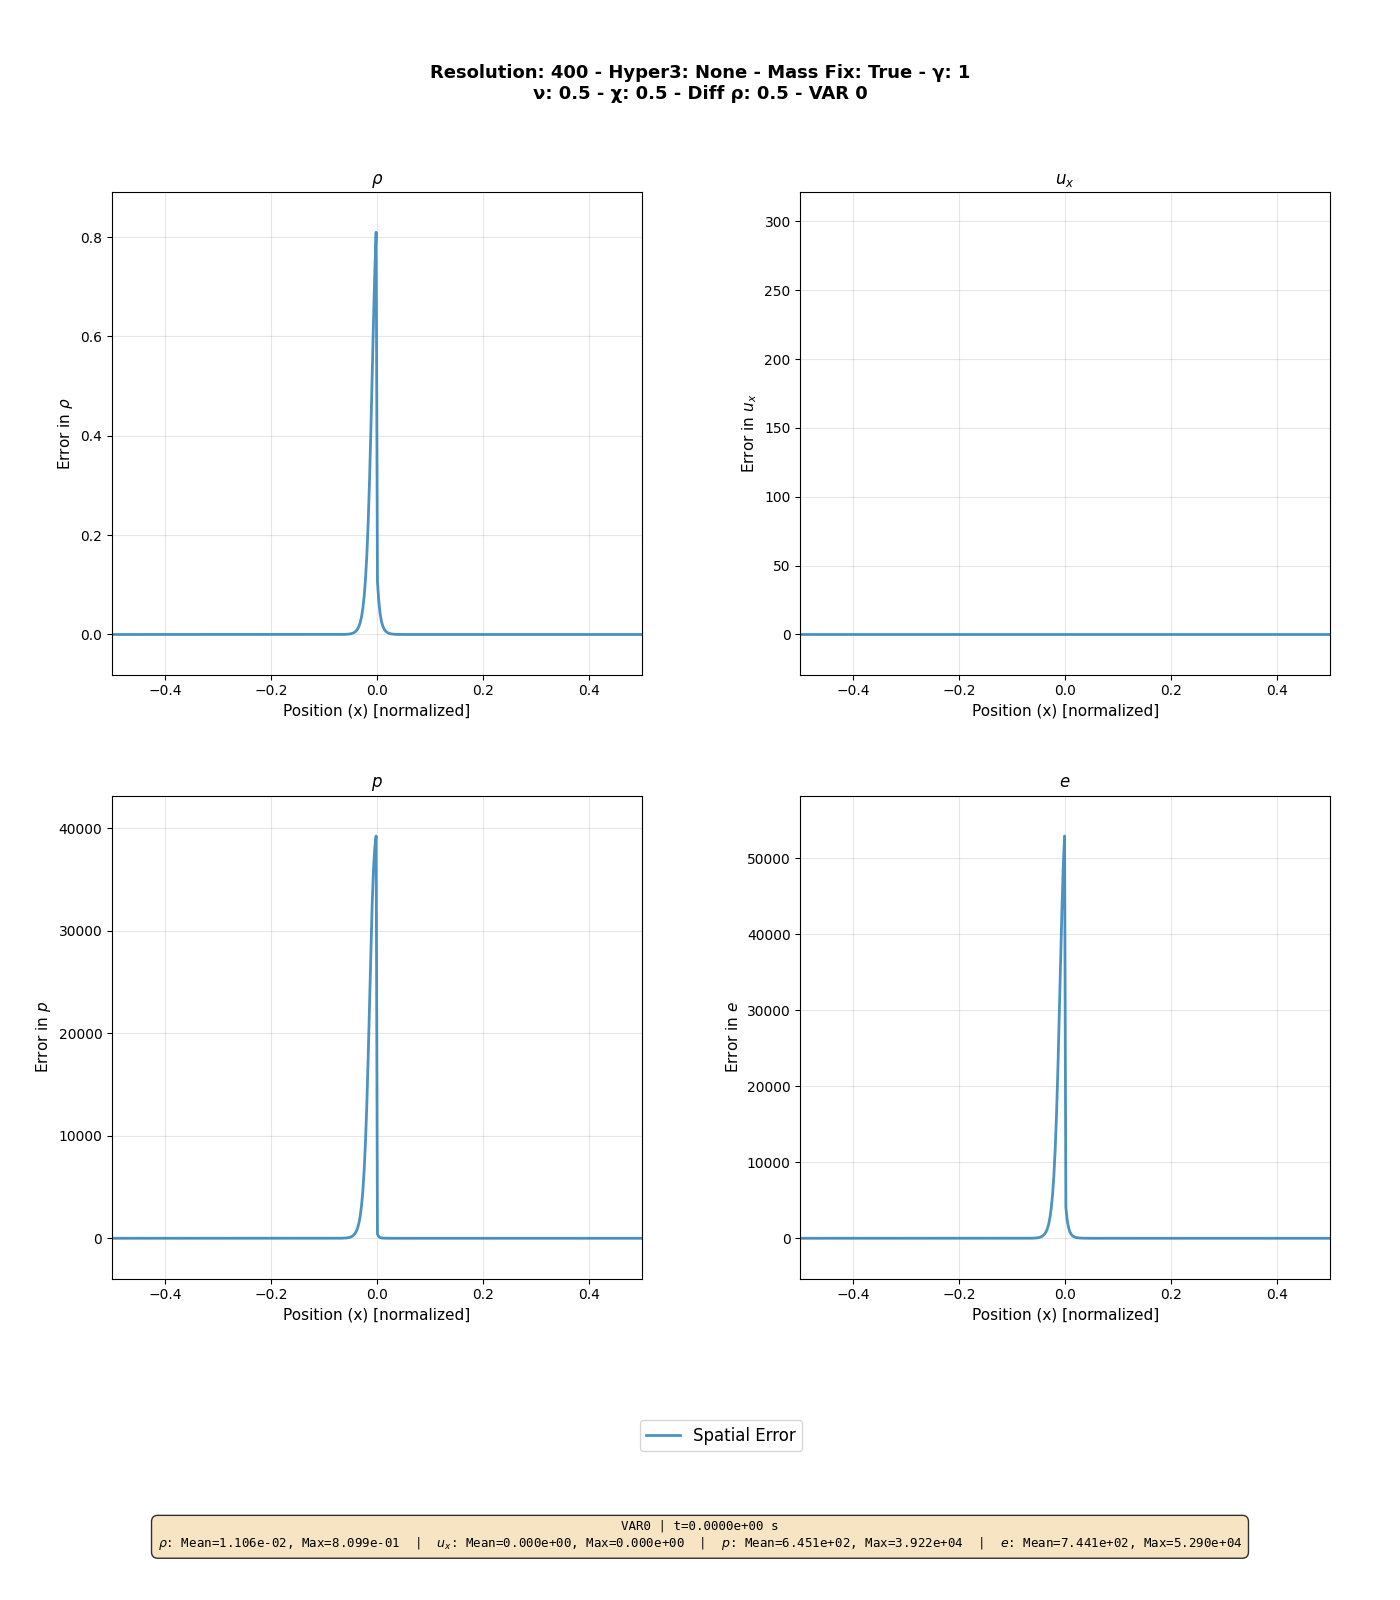 Resolution: 400 - Hyper3: None - Mass Fix: True - γ: 1
ν: 0.5 - χ: 0.5 - Diff ρ: 0.5 - VAR 0
ρ
0.8
0.6
0.4
0.2
0.0
Error in ρ
−0.4 −0.2 0.0 0.2 0.4
Position (x) [normalized]
uₓ
300
250
200
150
100
50
0
Error in uₓ
−0.4 −0.2 0.0 0.2 0.4
Position (x) [normalized]
p
40000
30000
20000
10000
0
Error in p
−0.4 −0.2 0.0 0.2 0.4
Position (x) [normalized]
e
50000
40000
30000
20000
10000
0
Error in e
−0.4 −0.2 0.0 0.2 0.4
Position (x) [normalized]
Spatial Error
VAR0 | t=0.0000e+00 s
ρ: Mean=1.106e-02, Max=8.099e-01 | uₓ: Mean=0.000e+00, Max=0.000e+00 | p: Mean=6.451e+02, Max=3.922e+04 | e: Mean=7.441e+02, Max=5.290e+04